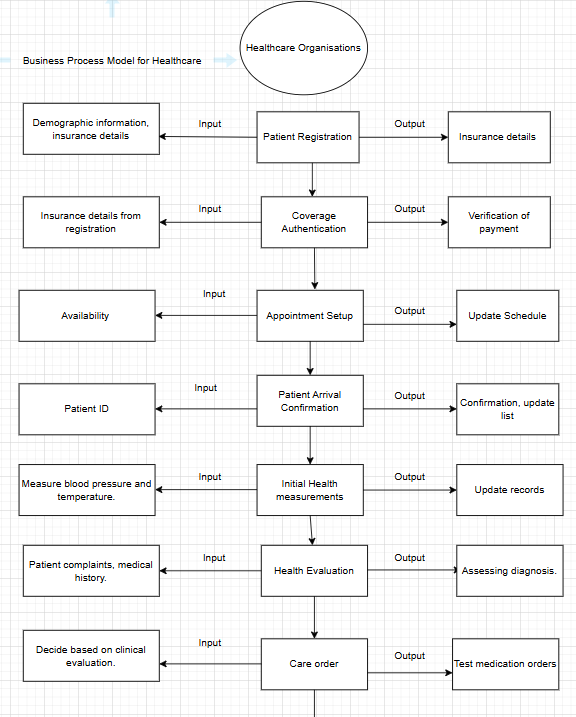 Healthcare Organisations
Business Process Model for Healthcare
Demographic information,
insurance details
Input
Patient Registration
Output
Insurance details
Insurance details from
registration
Input
Coverage
Authentication
Output
Verification of
payment
Availability
Input
Appointment Setup
Output
Update Schedule
Patient ID
Input
Patient Arrival
Confirmation
Output
Confirmation, update
list
Measure blood pressure and
temperature.
Input
Initial Health
measurements
Output
Update records
Patient complaints, medical
history.
Input
Health Evaluation
Output
Assessing diagnosis.
Decide based on clinical
evaluation.
Input
Care order
Output
Test medication orders